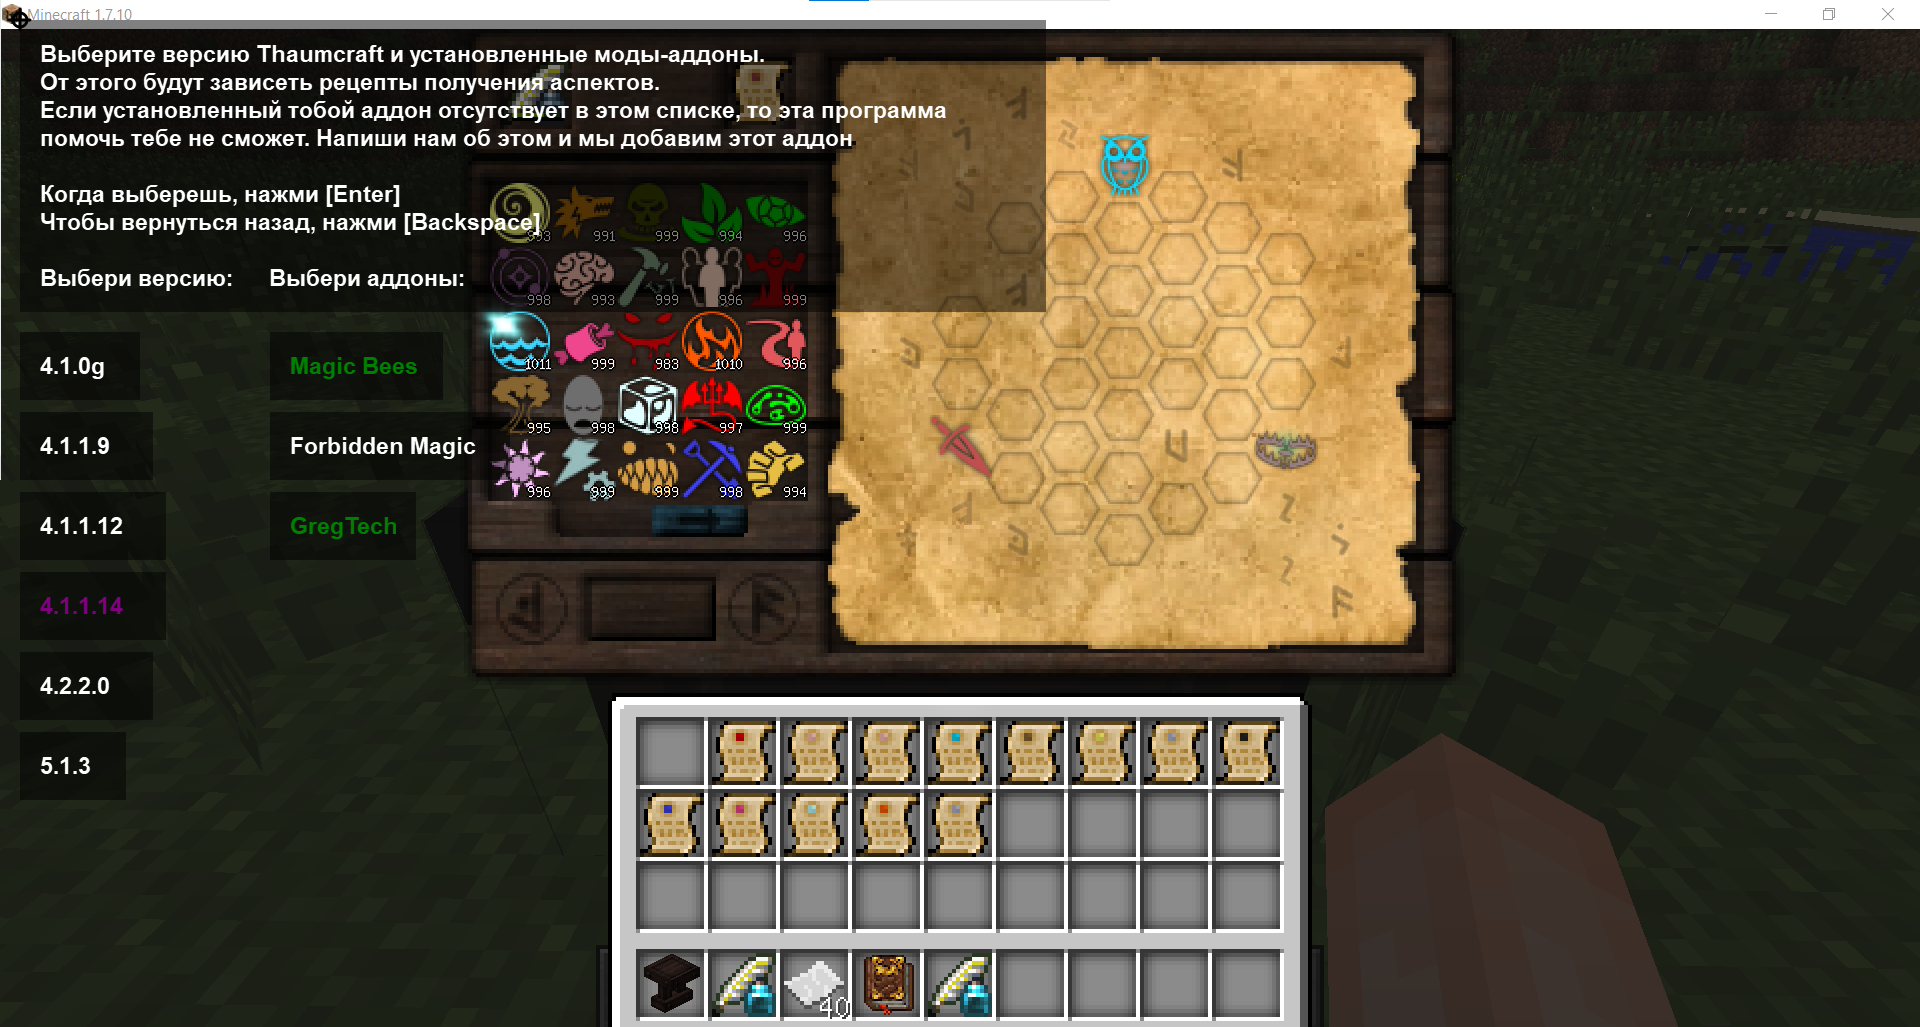 Minecraft 1.7.10
Выберите версию Thaumcraft и установленные моды-аддоны.
От этого будут зависеть рецепты получения аспектов.
Если установленный тобой аддон отсутствует в этом списке, то эта программа
помочь тебе не сможет. Напиши нам об этом и мы добавим этот аддон
Когда выберешь, нажми [Enter]
Чтобы вернуться назад, нажми [Backspace]
Выбери версию: Выбери аддоны:
4.1.0g Magic Bees
4.1.1.9 Forbidden Magic
4.1.1.12 GregTech
4.1.1.14
4.2.2.0
5.1.3
993 991 999 994 996
998 993 999 996 999
1011 999 983 1010 996
995 998 998 997 999
996 999 999 998 994
40